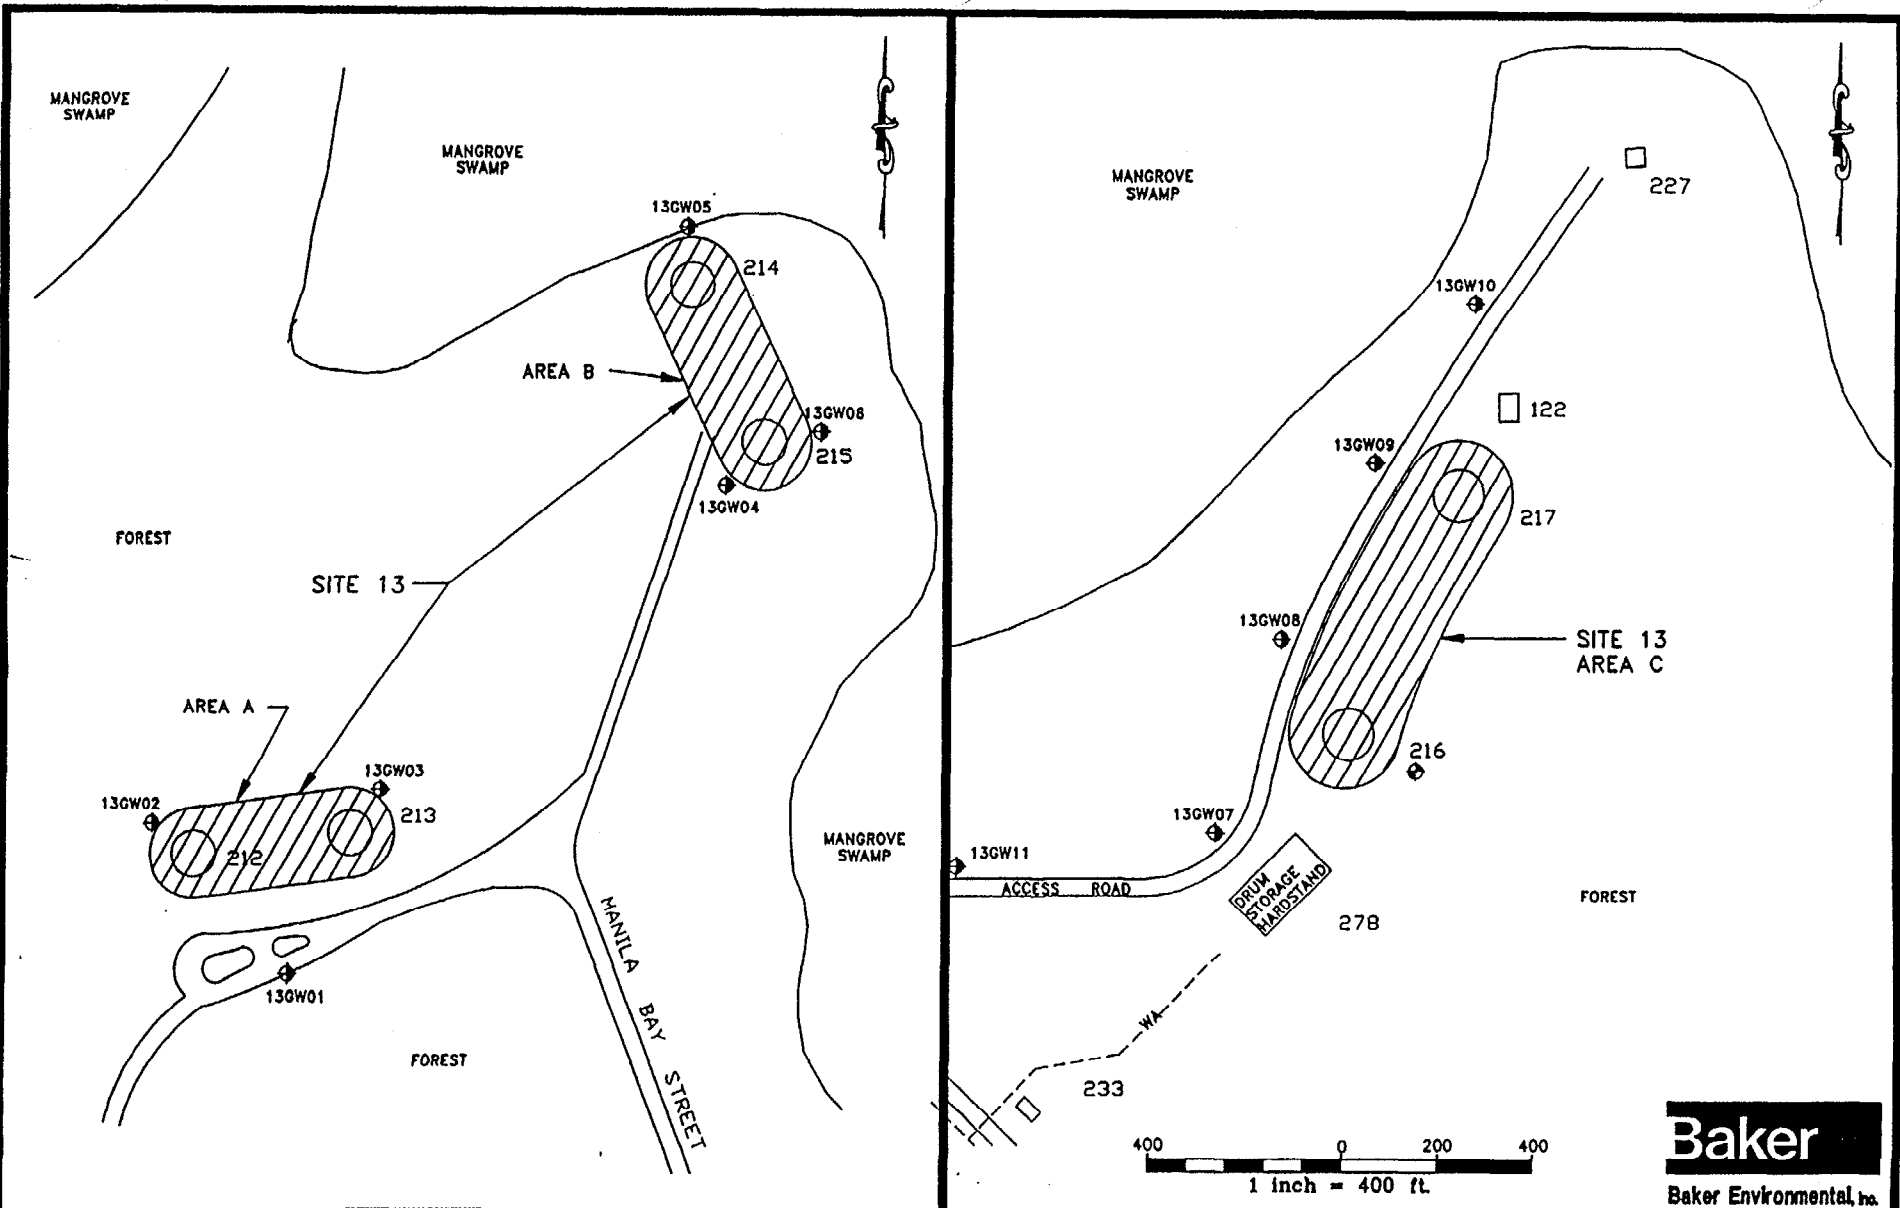 MANGROVE
SWAMP
MANGROVE
SWAMP
13GW05
214
AREA B
13GW08
215
13GW04
FOREST
SITE 13
AREA A
13GW03
13GW02
213
212
MANGROVE
SWAMP
13GW01
MANILA BAY STREET
FOREST
MANGROVE
SWAMP
227
13GW10
122
13GW09
217
13GW08
SITE 13
AREA C
216
13GW07
13GW11
ACCESS ROAD
DRUM
STORAGE
HARDSTAND
FOREST
278
WA
233
400 0 200 400
1 inch = 400 ft.
Baker
Baker Environmental, Inc.